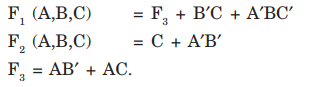 F₁ (A,B,C) = F₃ + B′C + A′BC′
F₂ (A,B,C) = C + A′B′
F₃ = AB′ + AC.